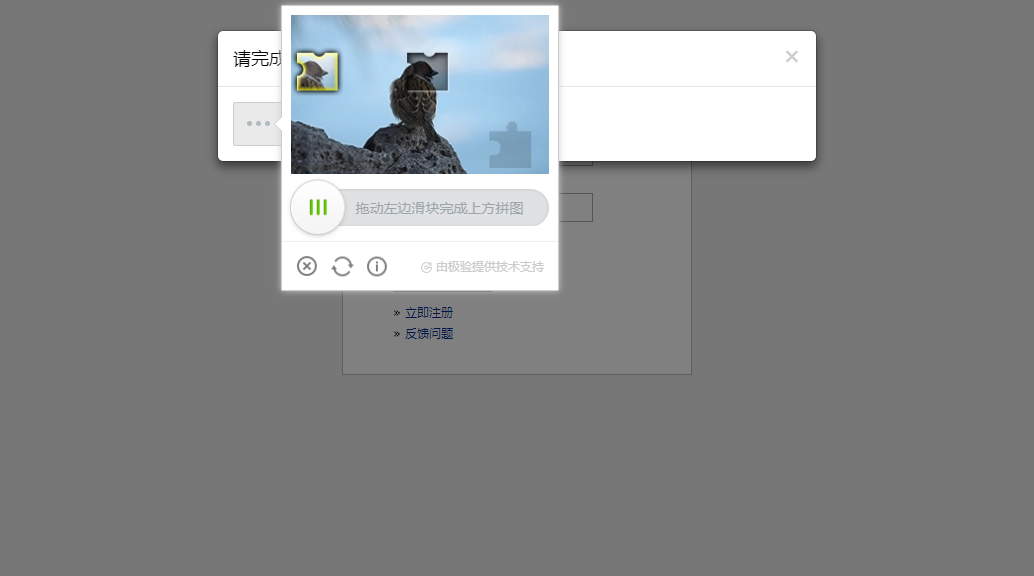 请完成
拖动左边滑块完成上方拼图
由极验提供技术支持
» 立即注册
» 反馈问题